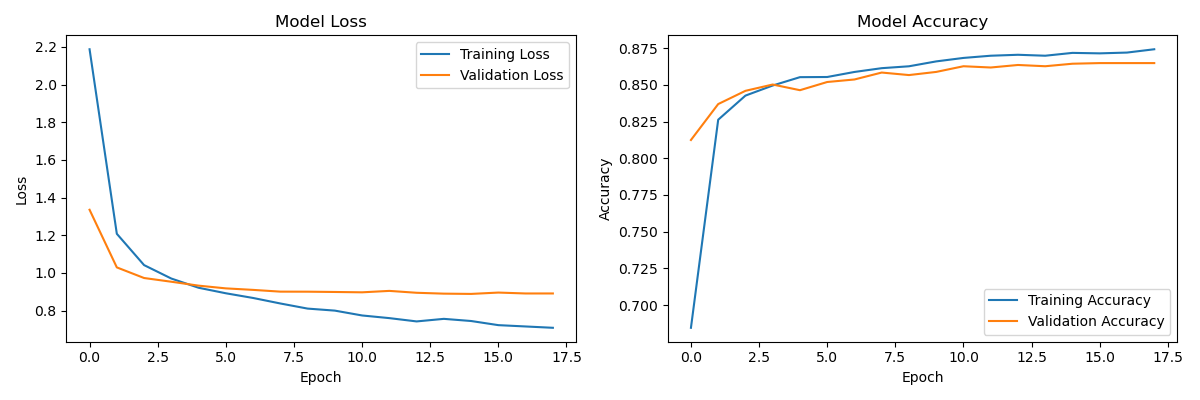 Model Loss
2.2
2.0
1.8
1.6
1.4
1.2
1.0
0.8
Loss
Training Loss
Validation Loss
0.0 2.5 5.0 7.5 10.0 12.5 15.0 17.5
Epoch
Model Accuracy
0.875
0.850
0.825
0.800
0.775
0.750
0.725
0.700
Accuracy
Training Accuracy
Validation Accuracy
0.0 2.5 5.0 7.5 10.0 12.5 15.0 17.5
Epoch